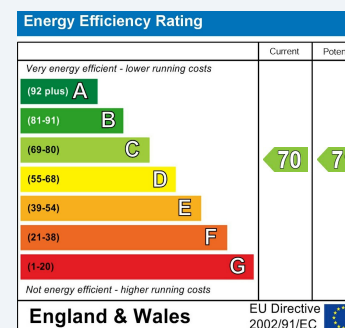 Energy Efficiency Rating
Current
Very energy efficient - lower running costs
(92 plus) A
(81-91) B
(69-80) C
70
(55-68) D
(39-54) E
(21-38) F
(1-20) G
Not energy efficient - higher running costs
England & Wales
EU Directive
2002/91/EC